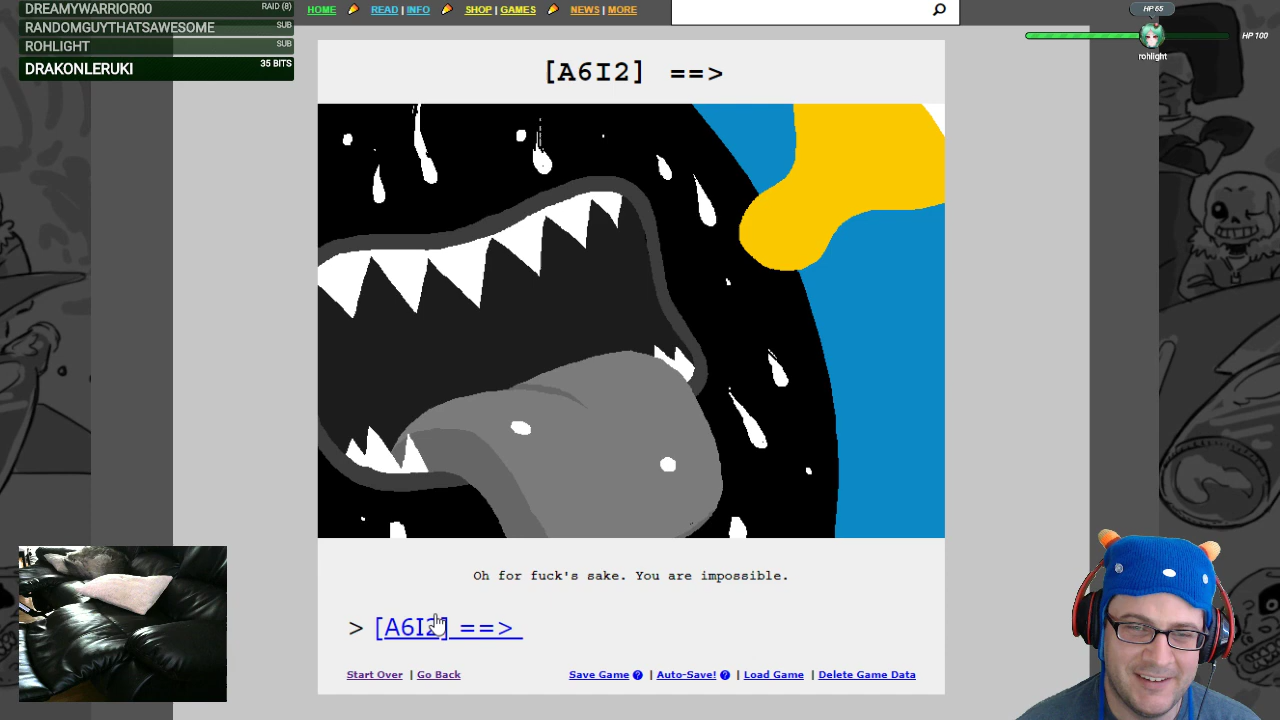 DREAMYWARRIOR00 RAID (8)
RANDOMGUYTHATSAWESOME SUB
ROHLIGHT SUB
DRAKONLERUKI 35 BITS
HOME READ | INFO SHOP | GAMES NEWS | MORE
HP 65
HP 100
rohlight
[A6I2] ==>
Oh for fuck's sake. You are impossible.
> [A6I2] ==>
Start Over | Go Back Save Game ? | Auto-Save! ? | Load Game | Delete Game Data